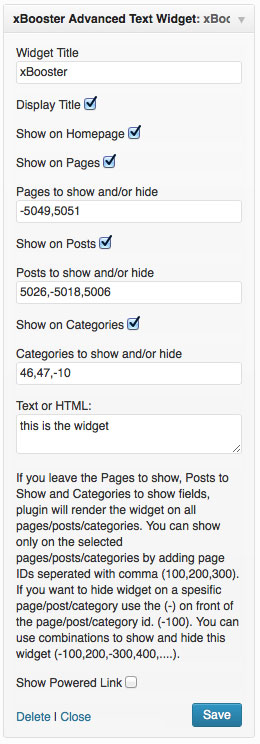 xBooster Advanced Text Widget: xBoo
Widget Title
xBooster
Display Title
Show on Homepage
Show on Pages
Pages to show and/or hide
-5049,5051
Show on Posts
Posts to show and/or hide
5026,-5018,5006
Show on Categories
Categories to show and/or hide
46,47,-10
Text or HTML:
this is the widget
If you leave the Pages to show, Posts to
Show and Categories to show fields,
plugin will render the widget on all
pages/posts/categories. You can show
only on the selected
pages/posts/categories by adding page
IDs seperated with comma (100,200,300).
If you want to hide widget on a spesific
page/post/category use the (-) on front of
the page/post/category id. (-100). You can
use combinations to show and hide this
widget (-100,200,-300,400,....).
Show Powered Link
Delete | Close Save